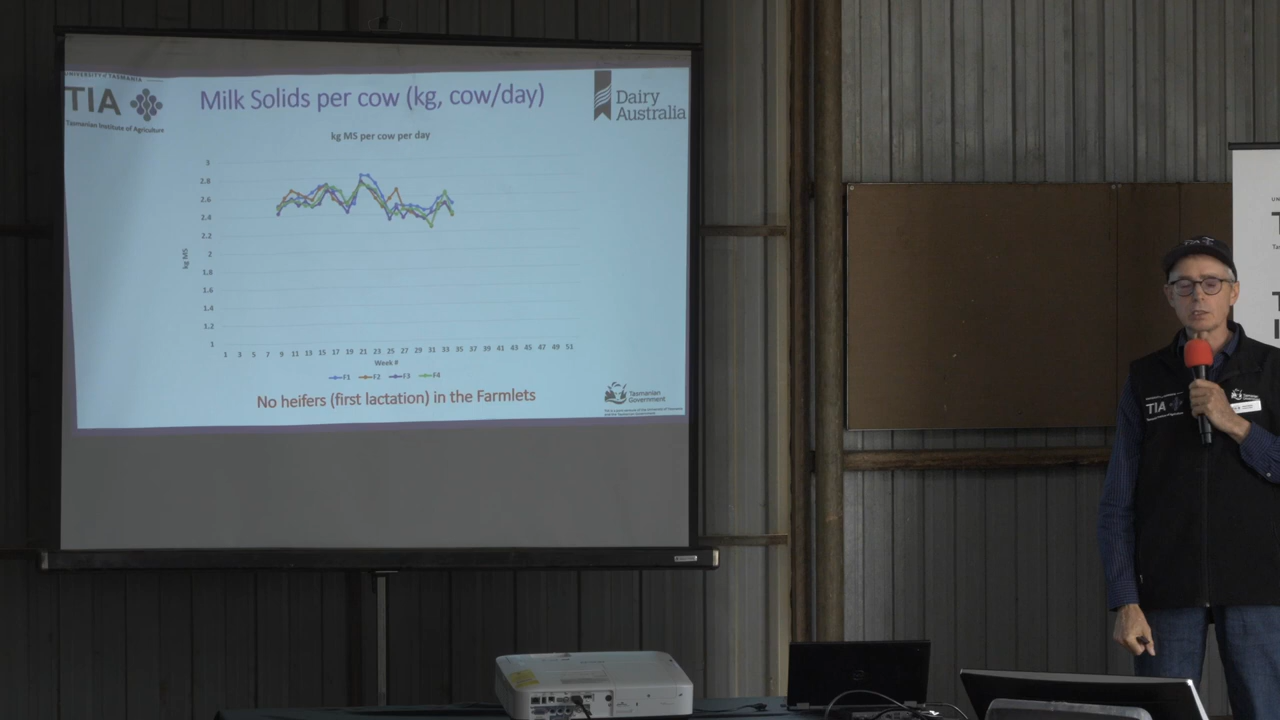 UNIVERSITY of TASMANIA
TIA
Tasmanian Institute of Agriculture
Milk Solids per cow (kg, cow/day)
Dairy
Australia
kg MS per cow per day
3
2.8
2.6
2.4
2.2
2
1.8
1.6
1.4
1.2
1
kg MS
1 3 5 7 9 11 13 15 17 19 21 23 25 27 29 31 33 35 37 39 41 43 45 47 49 51
Week #
F1 F2 F3 F4
No heifers (first lactation) in the Farmlets
Tasmanian
Government
TIA